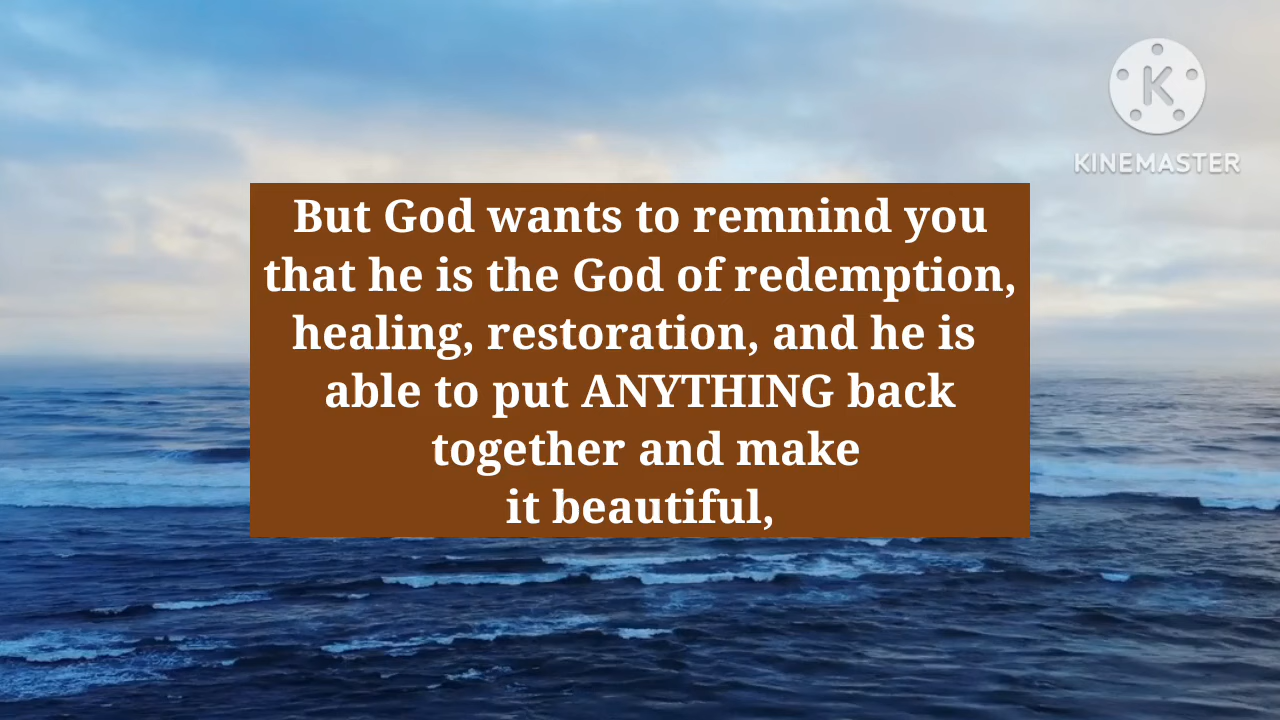 KINEMASTER
But God wants to remnind you
that he is the God of redemption,
healing, restoration, and he is
able to put ANYTHING back
together and make
it beautiful,